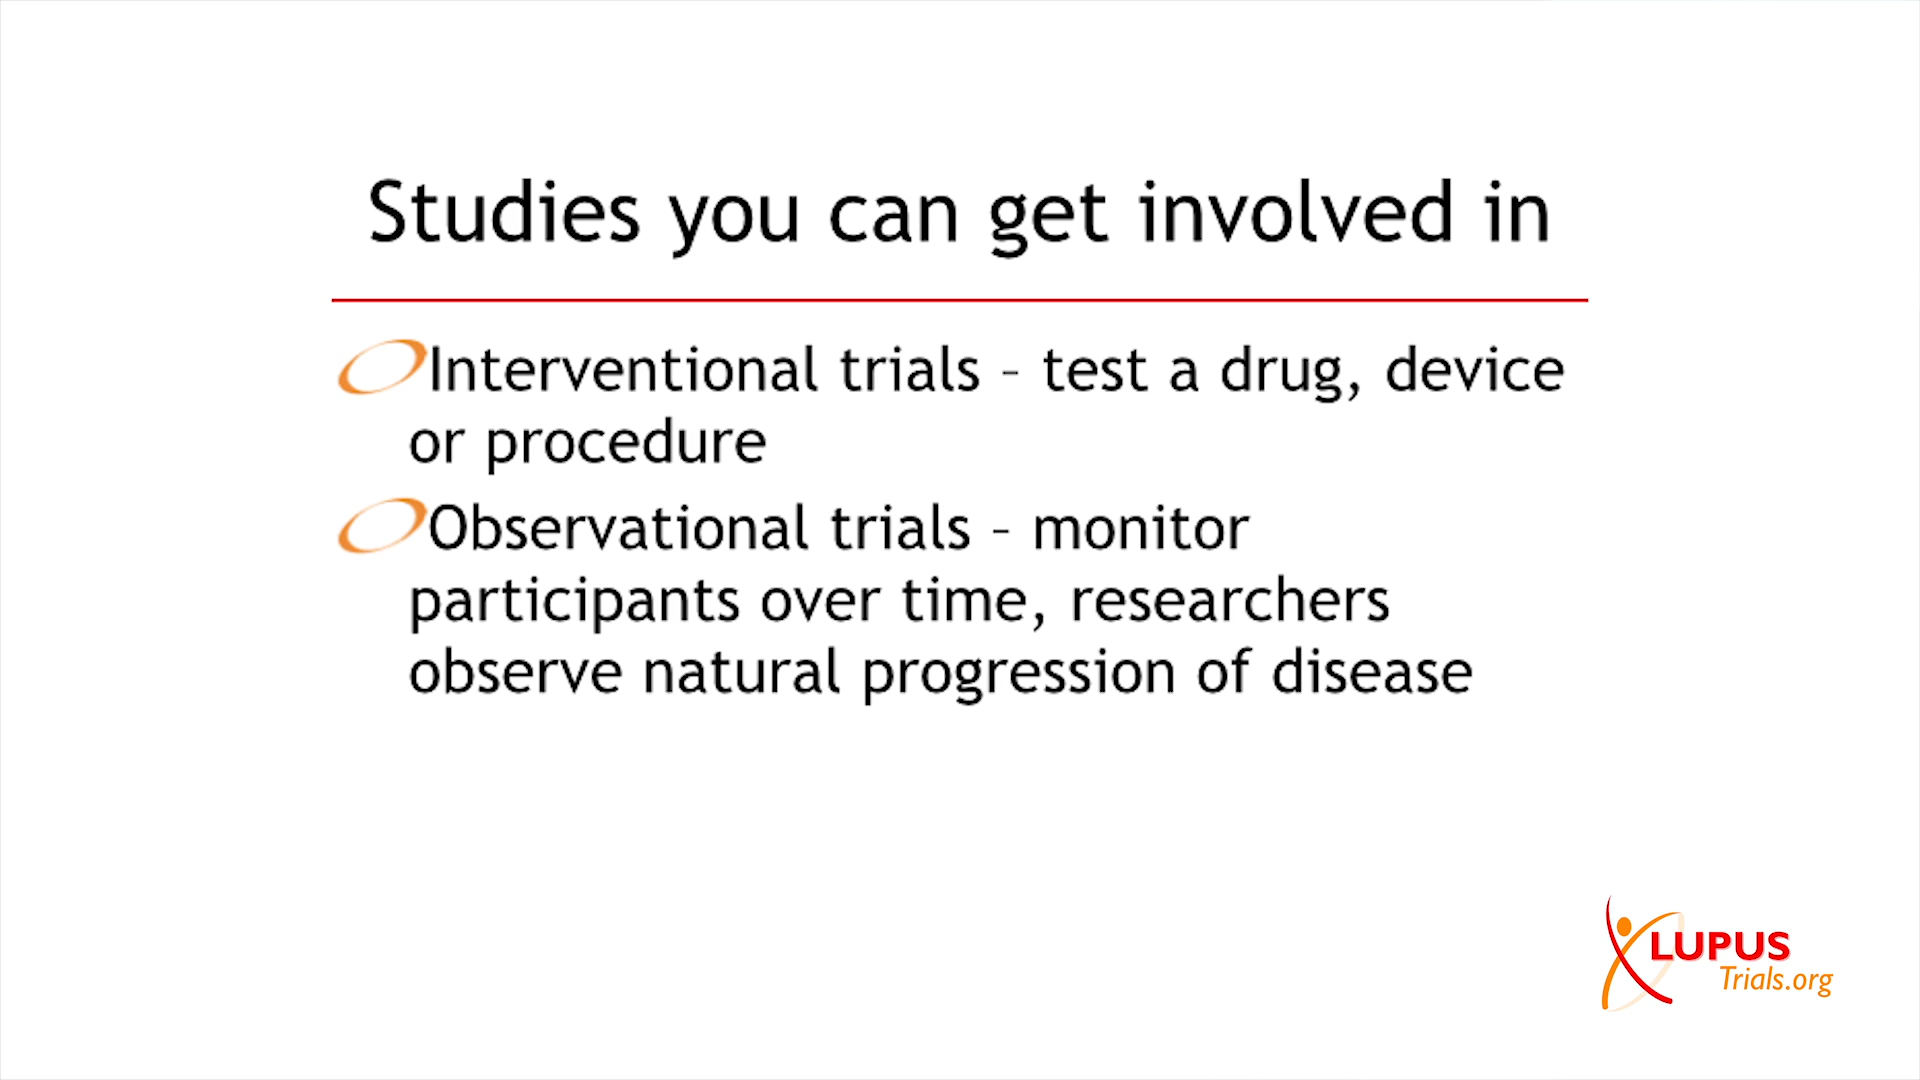 Studies you can get involved in
Interventional trials – test a drug, device
or procedure
Observational trials – monitor
participants over time, researchers
observe natural progression of disease
LUPUS
Trials.org